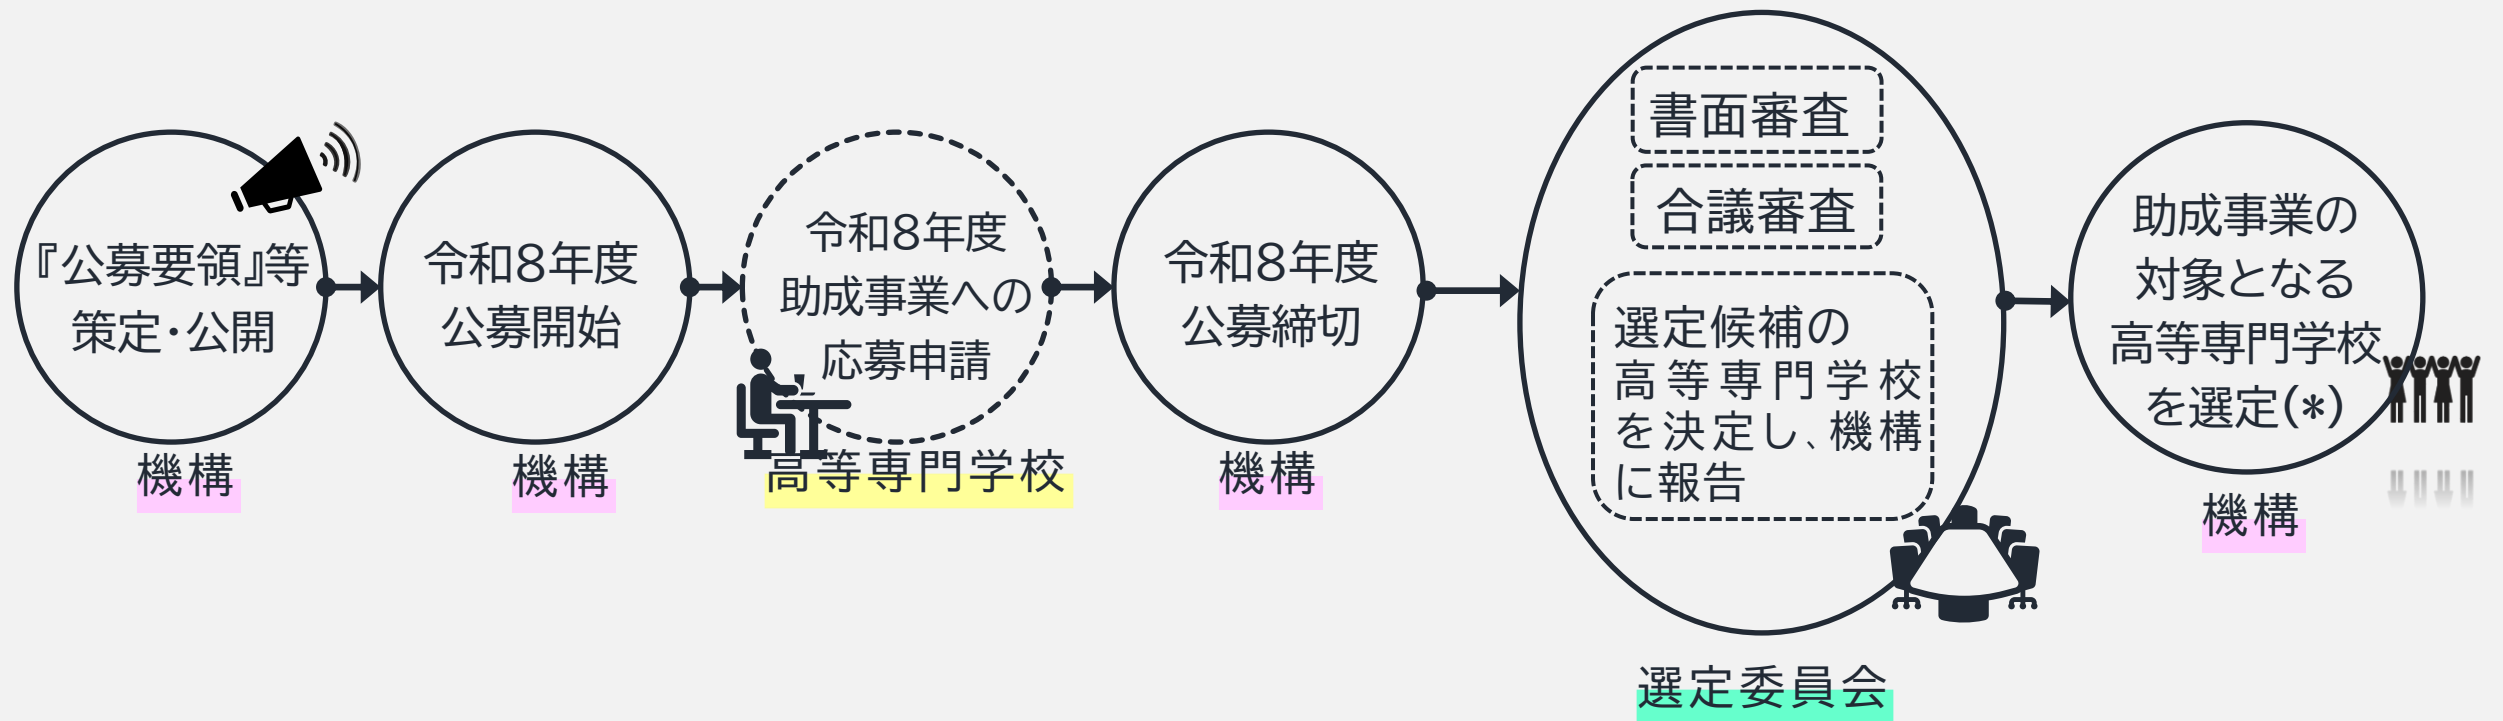 『公募要領』等
策定・公開
機構
令和8年度
公募開始
機構
令和8年度
助成事業への
応募申請
高等専門学校
令和8年度
公募締切
機構
書面審査
合議審査
選定候補の
高等専門学校
を決定し、機構
に報告
選定委員会
助成事業の
対象となる
高等専門学校
を選定(*)
機構